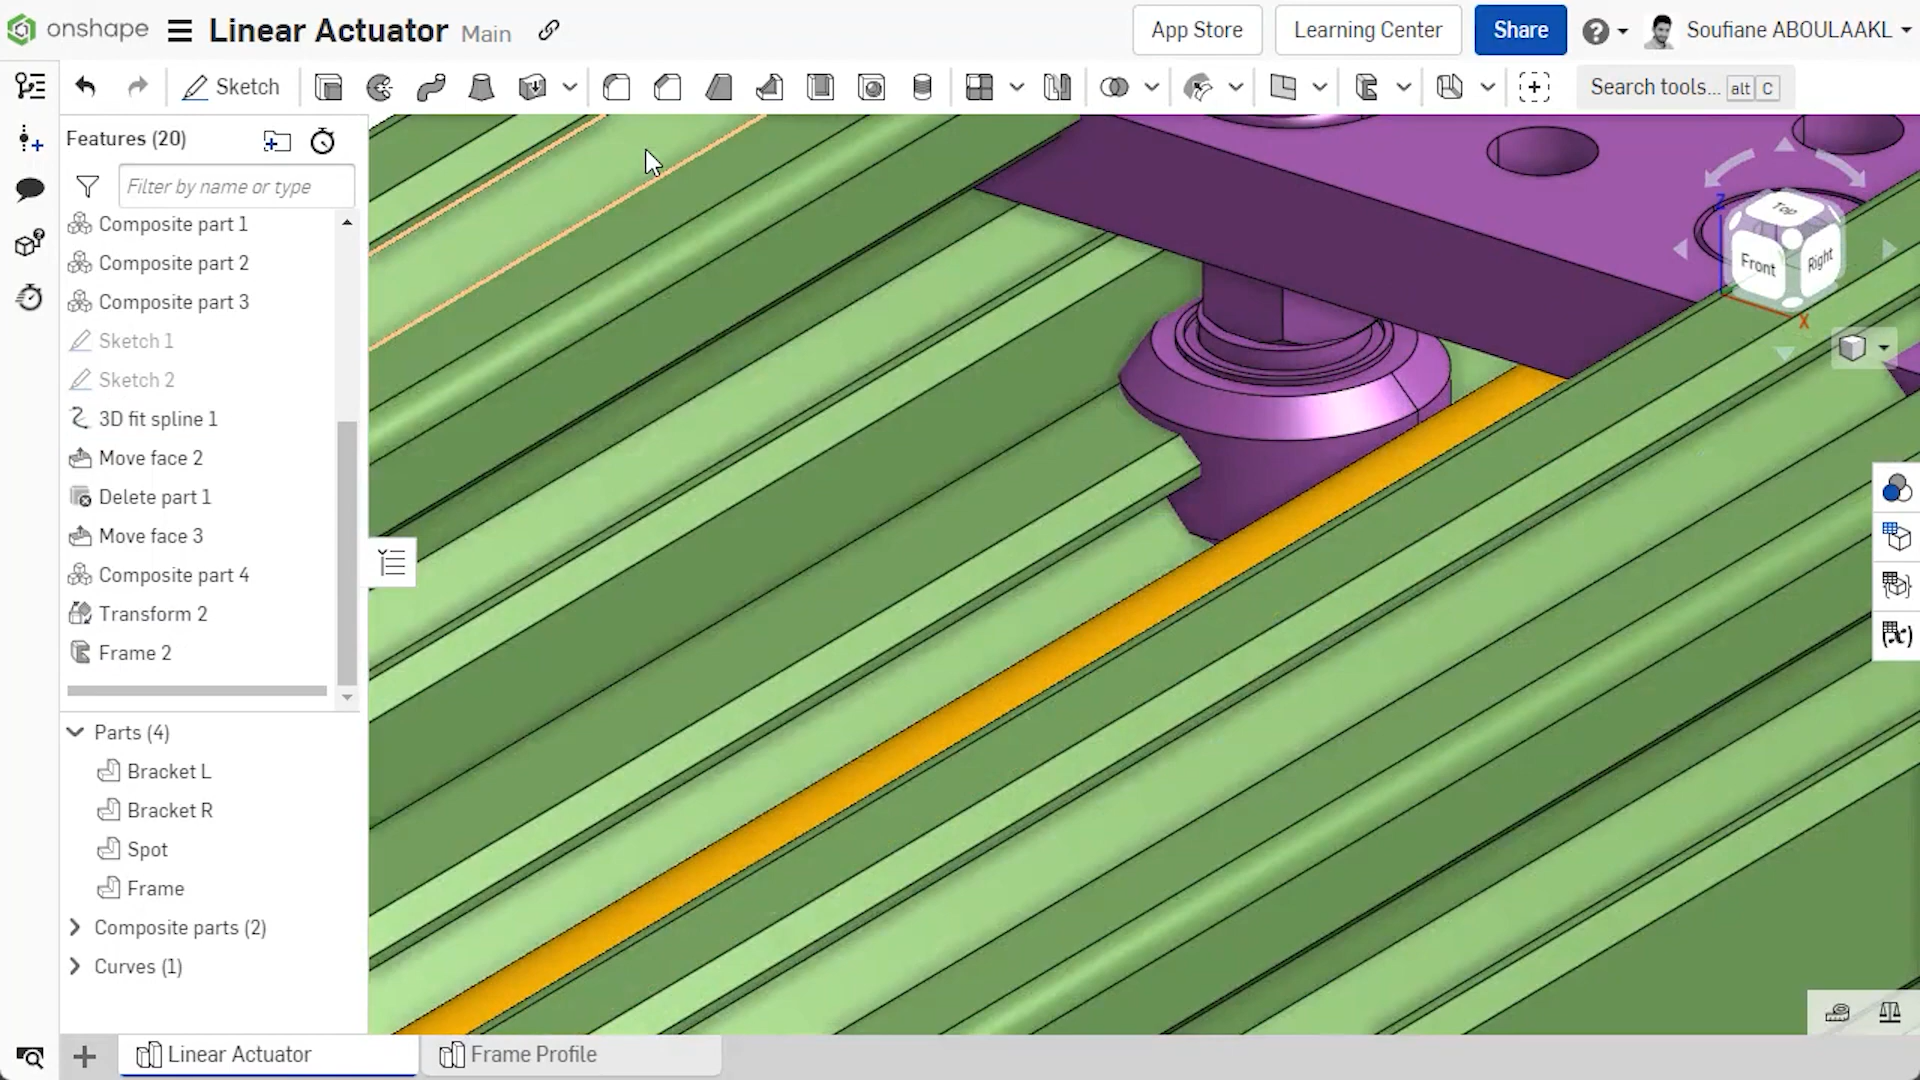 onshape
Linear Actuator Main
App Store
Learning Center
Share
Soufiane ABOULAAKL
Sketch
Search tools... alt C
Features (20)
Filter by name or type
Composite part 1
Composite part 2
Composite part 3
Sketch 1
Sketch 2
3D fit spline 1
Move face 2
Delete part 1
Move face 3
Composite part 4
Transform 2
Frame 2
Parts (4)
Bracket L
Bracket R
Spot
Frame
Composite parts (2)
Curves (1)
Z
Top
Front
Right
X
(x)
Linear Actuator
Frame Profile